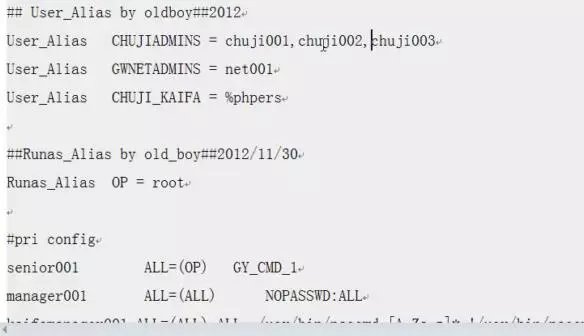 ## User_Alias by oldboy##2012
User_Alias   CHUJIADMINS = chuji001,chuji002,chuji003
User_Alias   GWNETADMINS = net001
User_Alias   CHUJI_KAIFA = %phpers
##Runas_Alias by old_boy##2012/11/30
Runas_Alias  OP = root
#pri config
senior001        ALL=(OP)   GY_CMD_1
manager001       ALL=(ALL)       NOPASSWD:ALL